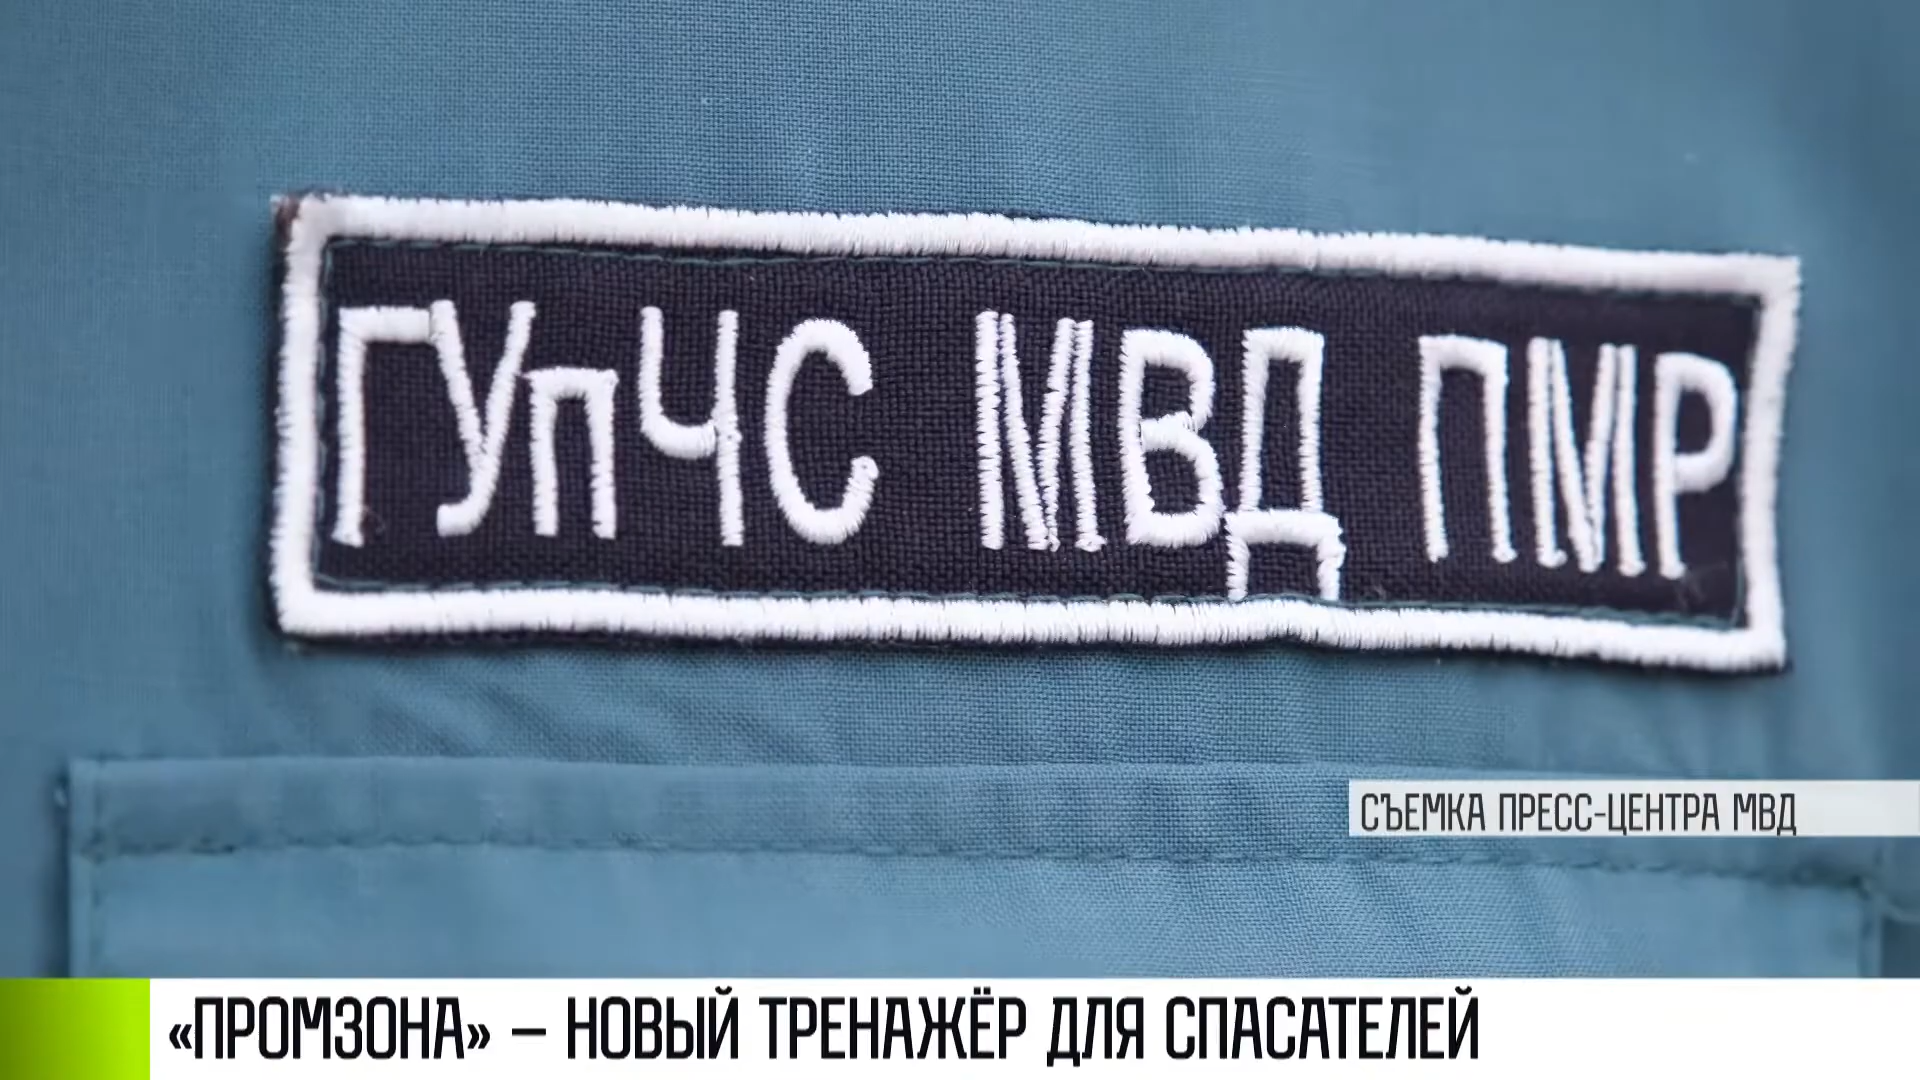 ГУпЧС МВД ПМР
СЪЕМКА ПРЕСС-ЦЕНТРА МВД
«ПРОМЗОНА» – НОВЫЙ ТРЕНАЖЁР ДЛЯ СПАСАТЕЛЕЙ